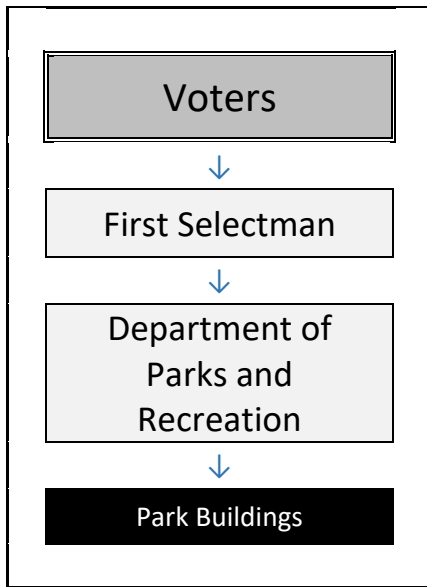 Voters
First Selectman
Department of
Parks and
Recreation
Park Buildings